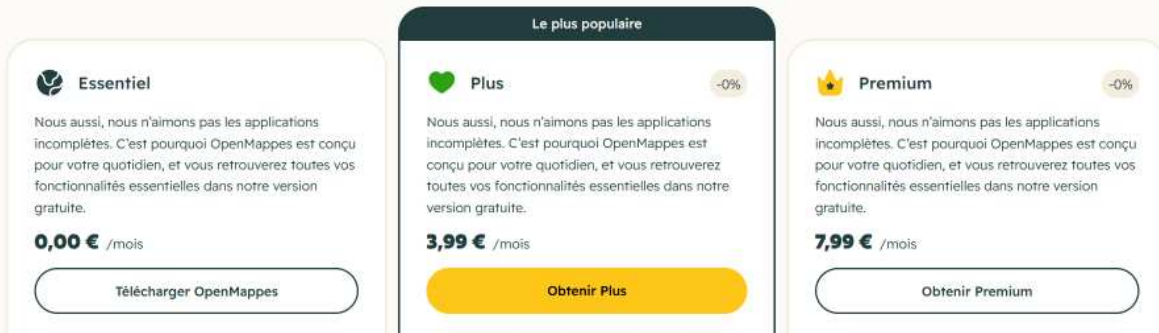 Le plus populaire
Essentiel
Nous aussi, nous n'aimons pas les applications
incomplètes. C'est pourquoi OpenMappes est conçu
pour votre quotidien, et vous retrouverez toutes vos
fonctionnalités essentielles dans notre version
gratuite.
0,00 € /mois
Télécharger OpenMappes
Plus -0%
Nous aussi, nous n'aimons pas les applications
incomplètes. C'est pourquoi OpenMappes est
conçu pour votre quotidien, et vous retrouverez
toutes vos fonctionnalités essentielles dans notre
version gratuite.
3,99 € /mois
Obtenir Plus
Premium -0%
Nous aussi, nous n'aimons pas les applications
incomplètes. C'est pourquoi OpenMappes est conçu
pour votre quotidien, et vous retrouverez toutes vos
fonctionnalités essentielles dans notre version
gratuite.
7,99 € /mois
Obtenir Premium